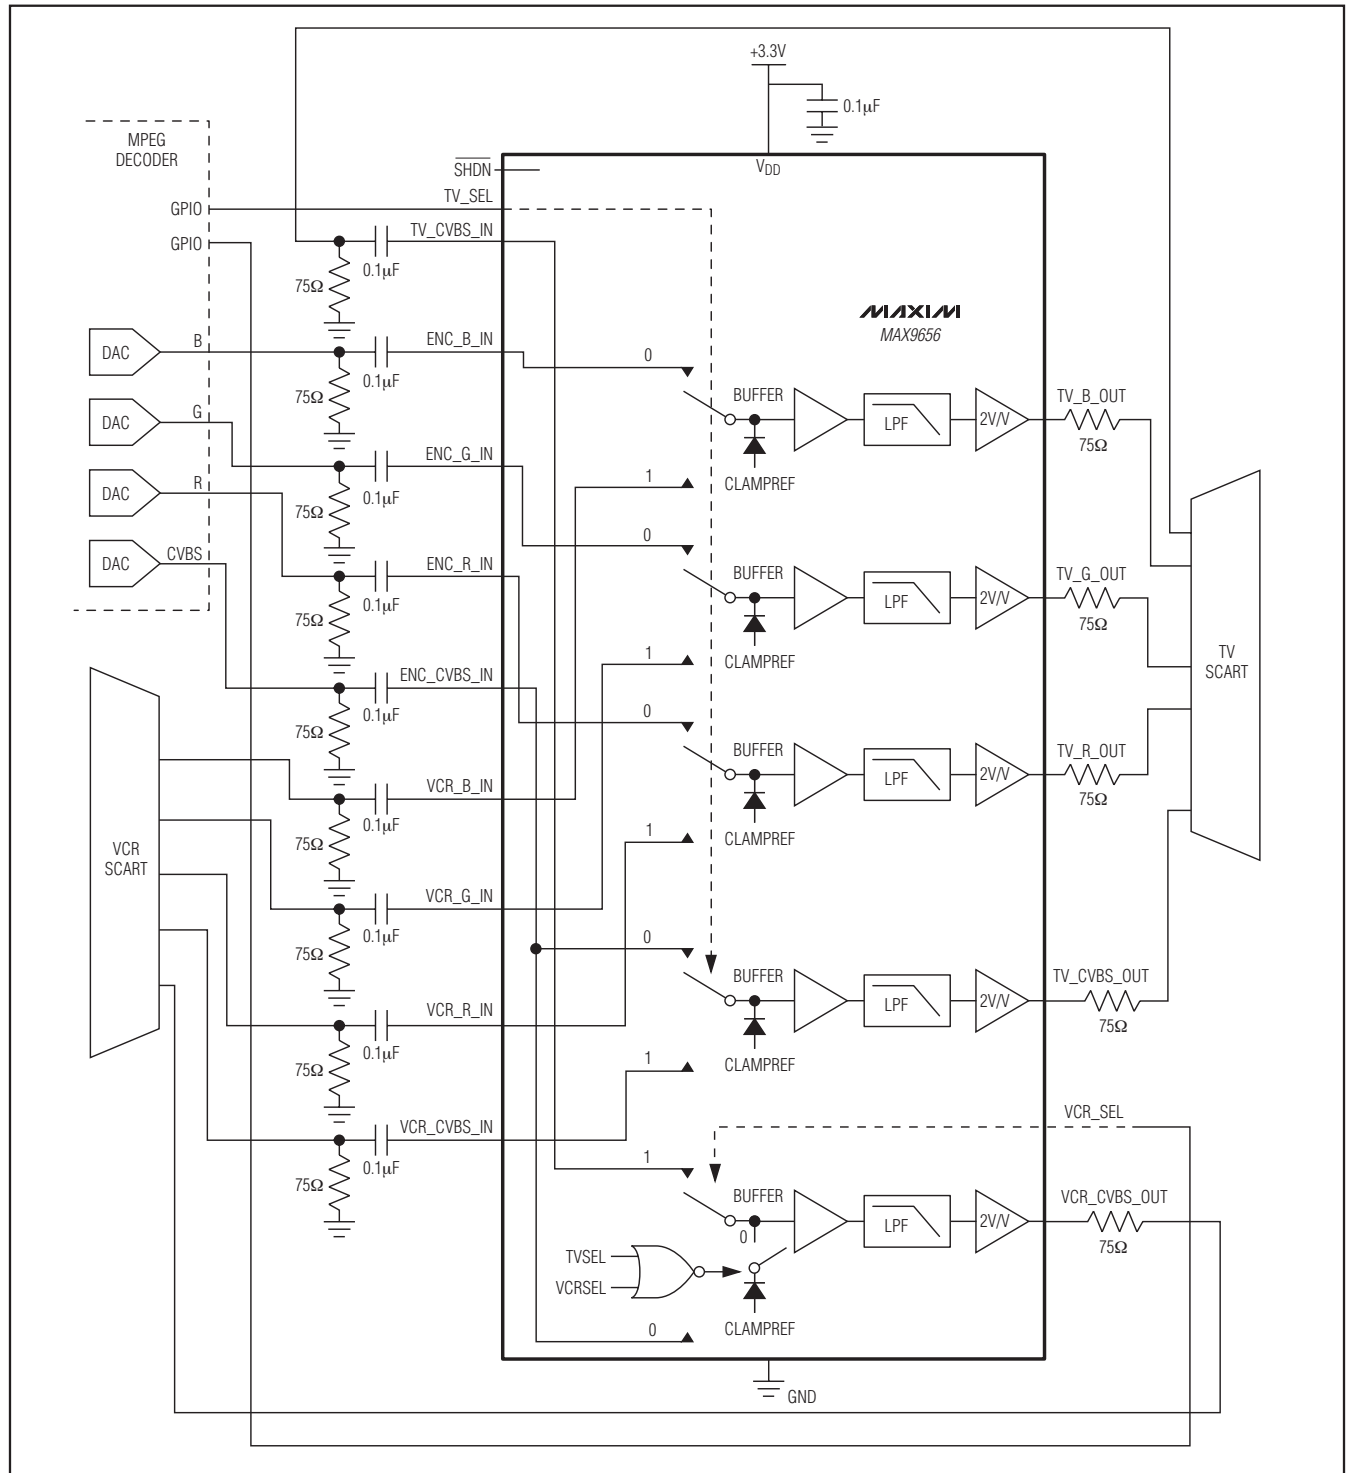 +3.3V
0.1µF
MPEG
DECODER
SHDN
VDD
TV_SEL
GPIO
TV_CVBS_IN
GPIO
0.1µF
75Ω
MAXIM
MAX9656
B
ENC_B_IN
0
DAC
0.1µF
75Ω
BUFFER
LPF
2V/V
TV_B_OUT
75Ω
G
DAC
ENC_G_IN
CLAMPREF
1
0.1µF
R
DAC
75Ω
0
CVBS
DAC
ENC_R_IN
BUFFER
LPF
2V/V
TV_G_OUT
75Ω
0.1µF
75Ω
1
CLAMPREF
TV
SCART
ENC_CVBS_IN
0.1µF
0
75Ω
BUFFER
LPF
2V/V
TV_R_OUT
75Ω
VCR_B_IN
0.1µF
1
CLAMPREF
75Ω
VCR
SCART
VCR_G_IN
0.1µF
0
75Ω
BUFFER
LPF
2V/V
TV_CVBS_OUT
75Ω
VCR_R_IN
0.1µF
1
CLAMPREF
75Ω
VCR_CVBS_IN
VCR_SEL
0.1µF
1
75Ω
BUFFER
0
LPF
2V/V
VCR_CVBS_OUT
75Ω
TVSEL
VCRSEL
0
CLAMPREF
GND